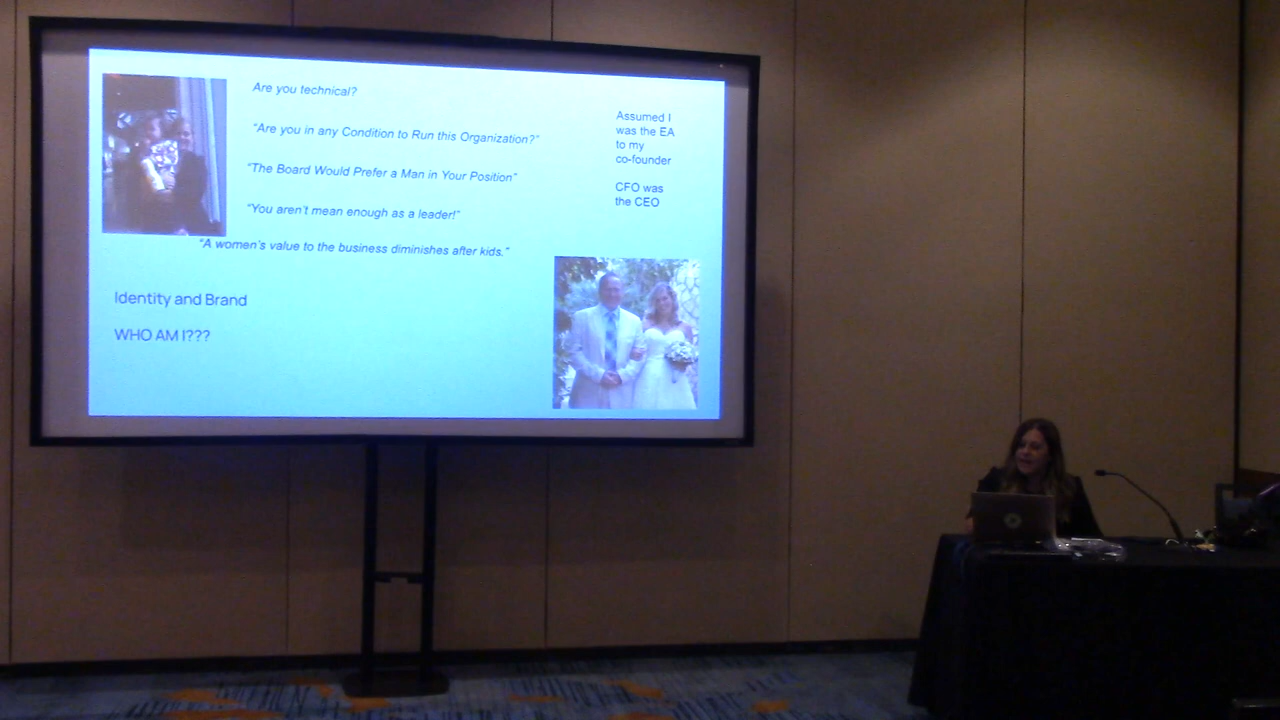 Are you technical?
"Are you in any Condition to Run this Organization?"
"The Board Would Prefer a Man in Your Position"
"You aren't mean enough as a leader!"
"A women's value to the business diminishes after kids."
Assumed I
was the EA
to my
co-founder
CFO was
the CEO
Identity and Brand
WHO AM I???